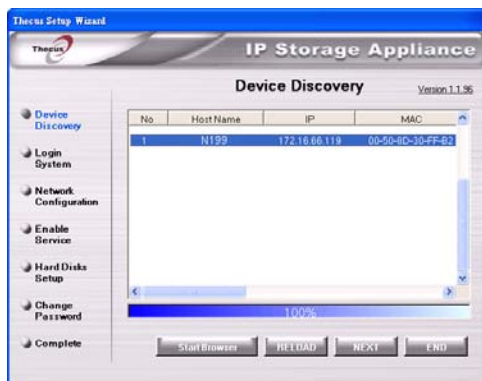 Thecus Setup Wizard
Thecus
IP Storage Appliance
Device Discovery
Version 1.1.96
Device Discovery
Login System
Network Configuration
Enable Service
Hard Disks Setup
Change Password
Complete
No Host Name IP MAC
1 N199 172.16.66.119 00-50-8D-30-FF-B2
100%
Start Browser RELOAD NEXT END